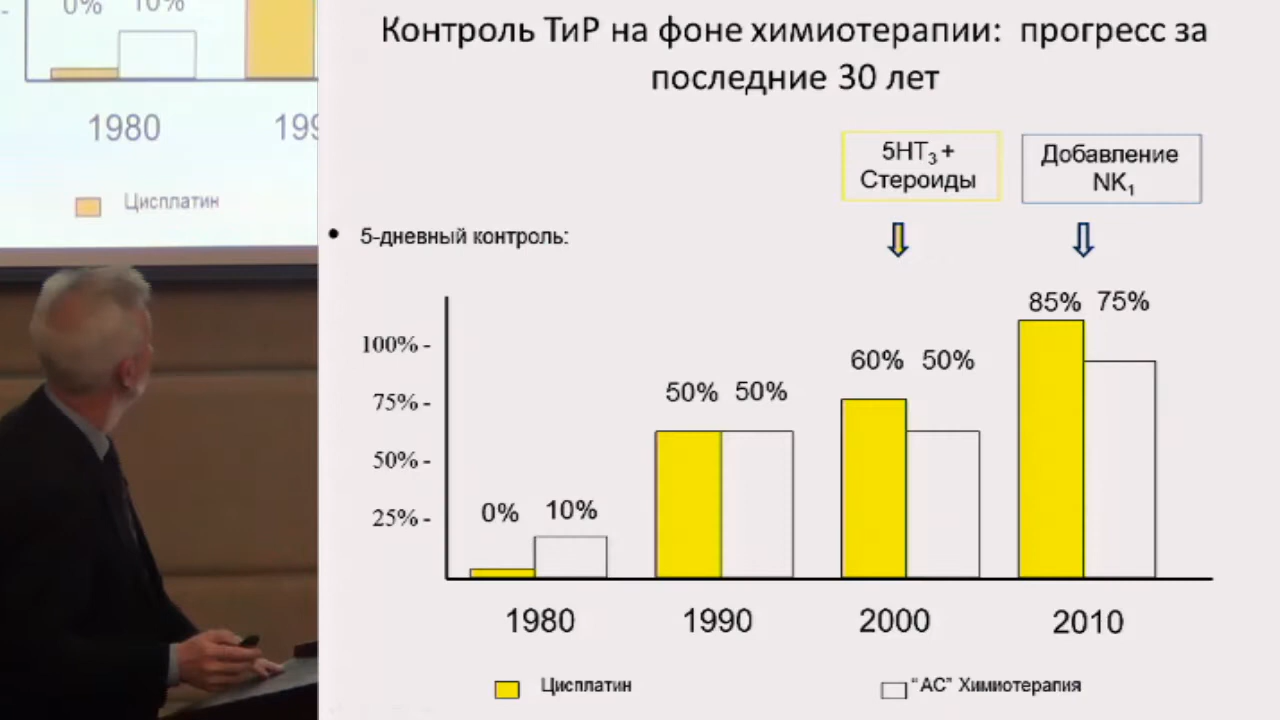 0% 10%
1980
199
Цисплатин
Контроль ТиР на фоне химиотерапии: прогресс за
последние 30 лет
5HT₃ +
Стероиды
Добавление
NK₁
• 5-дневный контроль:
85% 75%
100% -
60% 50%
75% -
50% 50%
50% -
25% -
0% 10%
1980 1990 2000 2010
Цисплатин
“АС” Химиотерапия